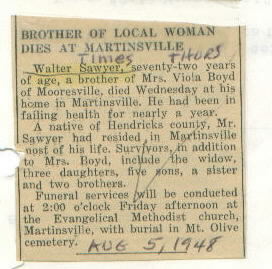 BROTHER OF LOCAL WOMAN
DIES AT MARTINSVILLE
Times THURS
Walter Sawyer, seventy-two years
of age, a brother of Mrs. Viola Boyd
of Mooresville, died Wednesday at his
home in Martinsville. He had been in
failing health for nearly a year.
A native of Hendricks county, Mr.
Sawyer had resided in Martinsville
most of his life. Survivors, in addition
to Mrs. Boyd, include the widow,
three daughters, five sons, a sister
and two brothers.
Funeral services will be conducted
at 2:00 o'clock Friday afternoon at
the Evangelical Methodist church,
Martinsville, with burial in Mt. Olive
cemetery. AUG 5, 1948